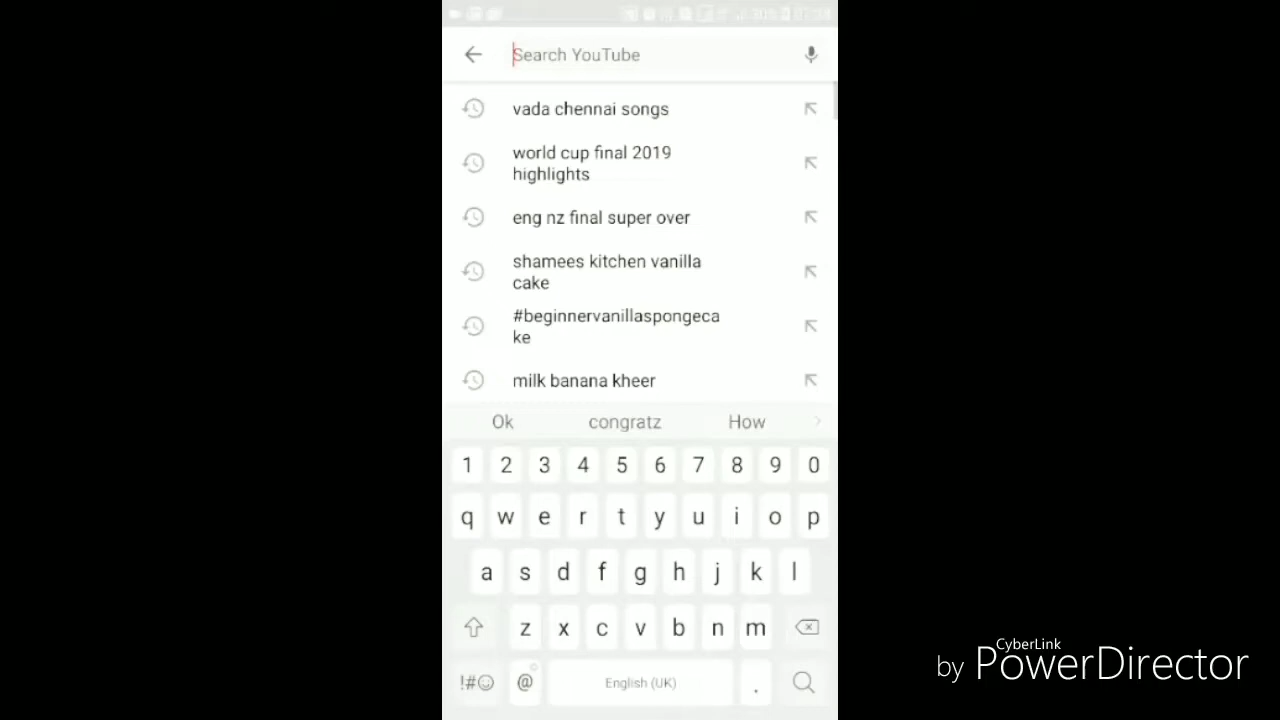 Search YouTube
vada chennai songs
world cup final 2019
highlights
eng nz final super over
shamees kitchen vanilla
cake
#beginnervanillaspongeca
ke
milk banana kheer
Ok congratz How
1 2 3 4 5 6 7 8 9 0
q w e r t y u i o p
a s d f g h j k l
z x c v b n m
!#☺ @ English (UK) .
CyberLink
by PowerDirector